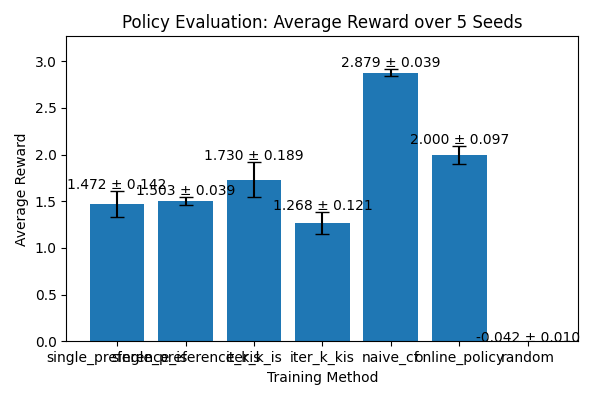 Policy Evaluation: Average Reward over 5 Seeds
Average Reward
3.0
2.5
2.0
1.5
1.0
0.5
0.0
1.472 ± 0.142
1.503 ± 0.039
1.730 ± 0.189
1.268 ± 0.121
2.879 ± 0.039
2.000 ± 0.097
-0.042 ± 0.010
single_preference_is
single_preference_kis
iter_k_is
iter_k_kis
naive_cf
online_policy
random
Training Method